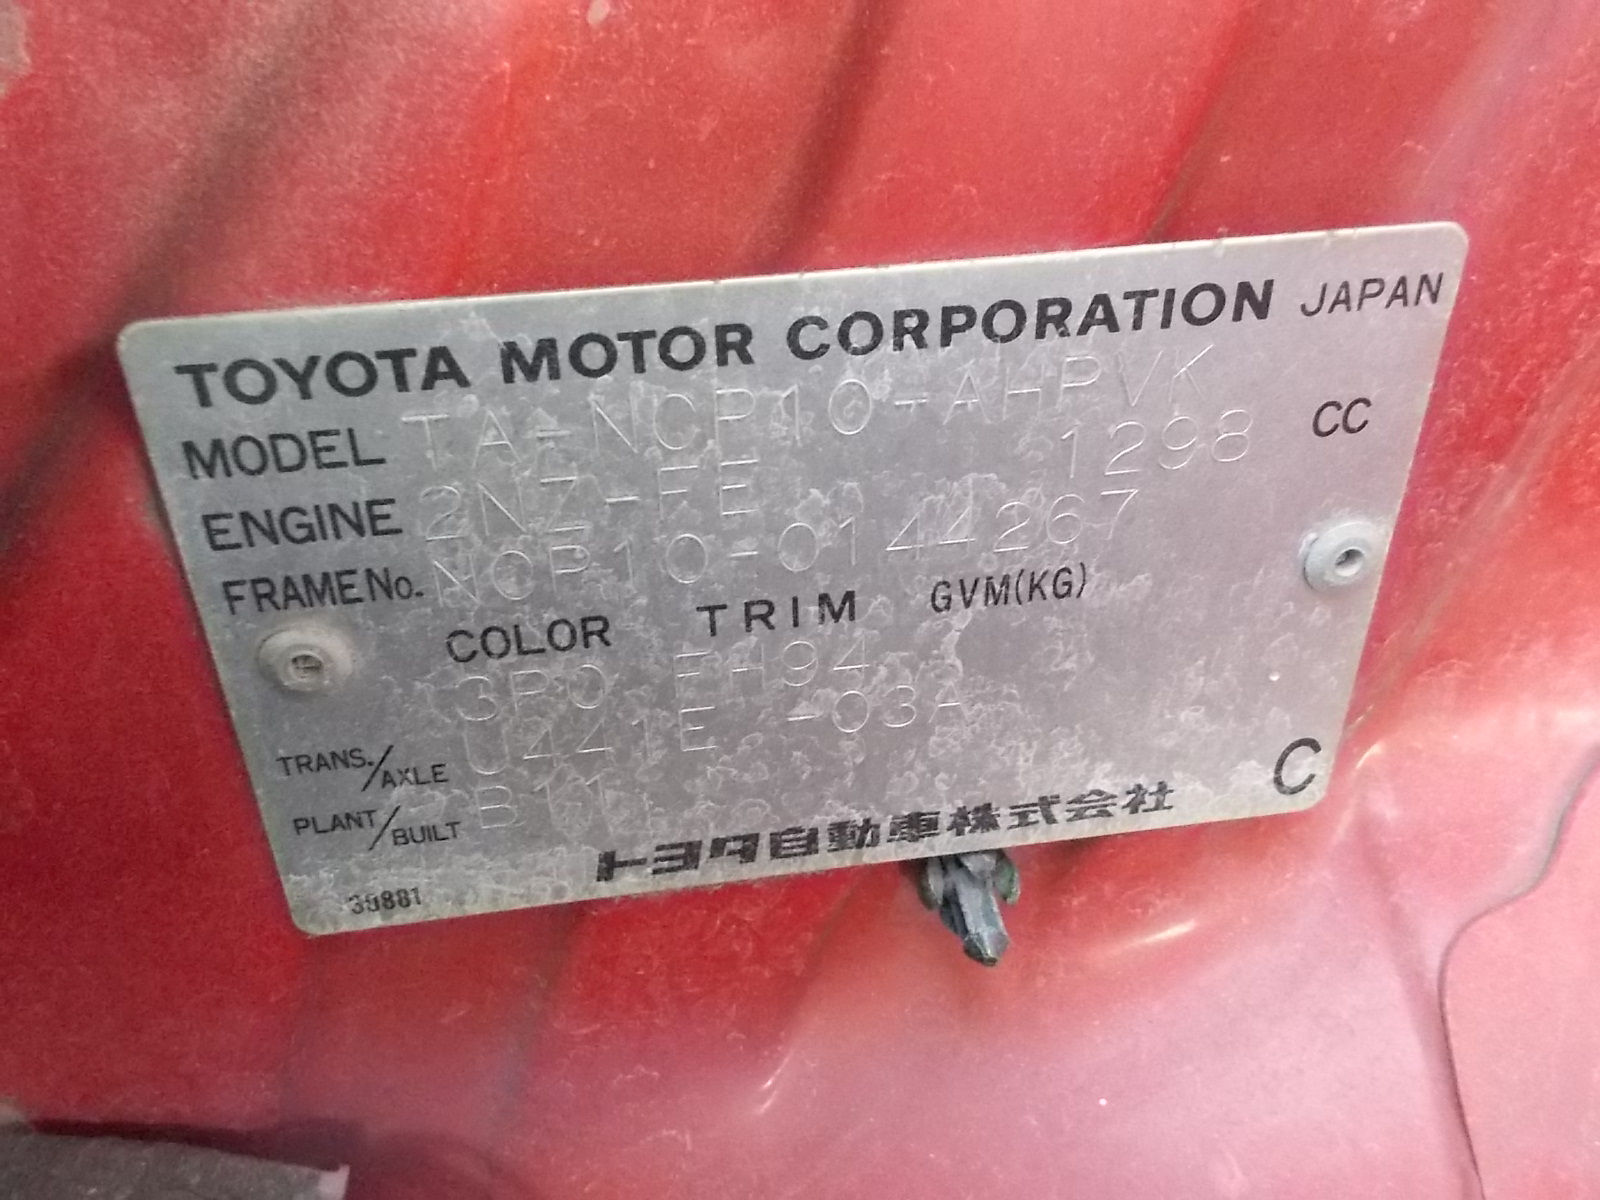 TOYOTA MOTOR CORPORATION JAPAN
MODEL TA-NCP10-AHPVK
ENGINE 2NZ-FE 1298 CC
FRAME No. NCP10-0144267
COLOR TRIM GVM(KG)
3P0 FH94
TRANS./AXLE U441E -03A
PLANT/BUILT B11
トヨタ自動車株式会社 C
39881